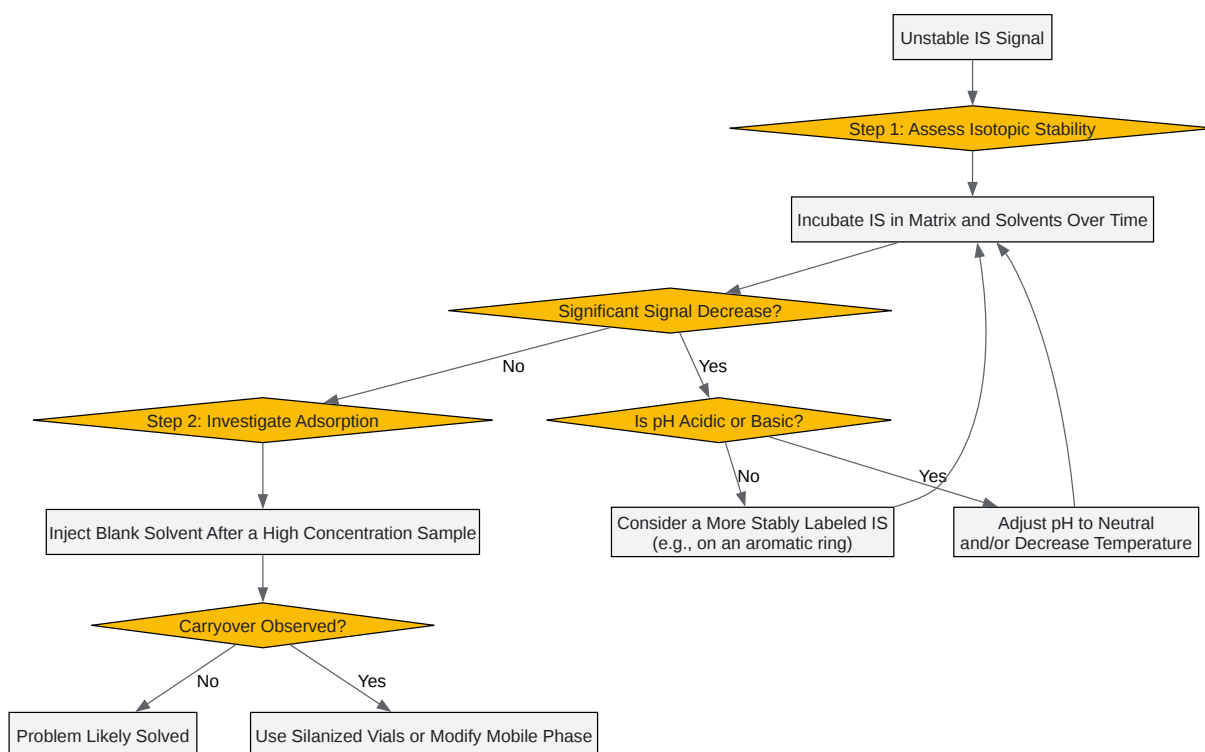 Unstable IS Signal
Step 1: Assess Isotopic Stability
Incubate IS in Matrix and Solvents Over Time
Significant Signal Decrease?
No
Yes
Step 2: Investigate Adsorption
Is pH Acidic or Basic?
No
Yes
Inject Blank Solvent After a High Concentration Sample
Consider a More Stably Labeled IS
(e.g., on an aromatic ring)
Adjust pH to Neutral
and/or Decrease Temperature
Carryover Observed?
No
Yes
Problem Likely Solved
Use Silanized Vials or Modify Mobile Phase